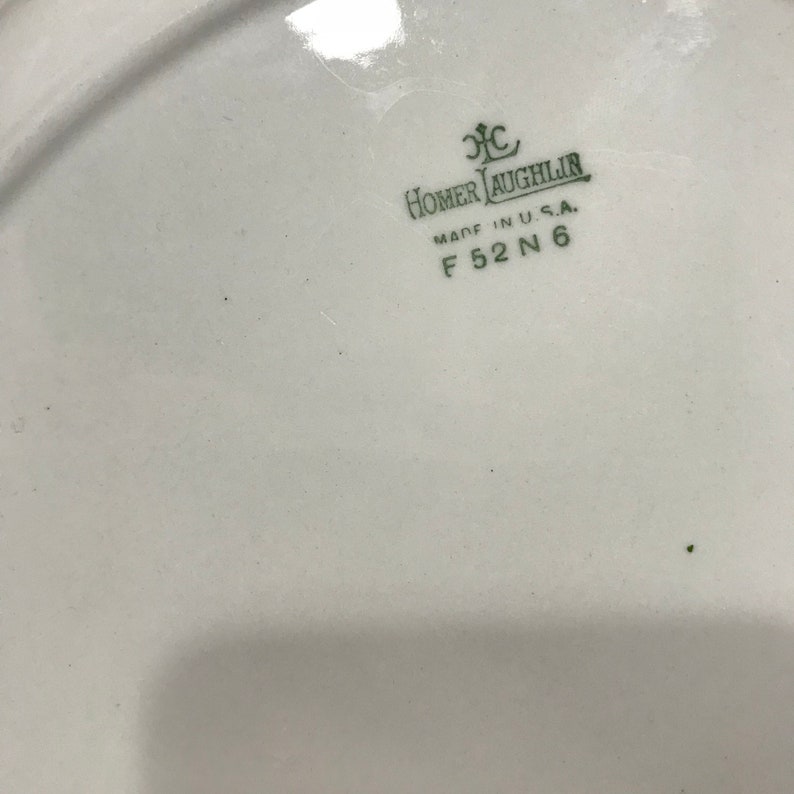 HLC
HOMER LAUGHLIN
MADE IN U.S.A.
F 52 N 6